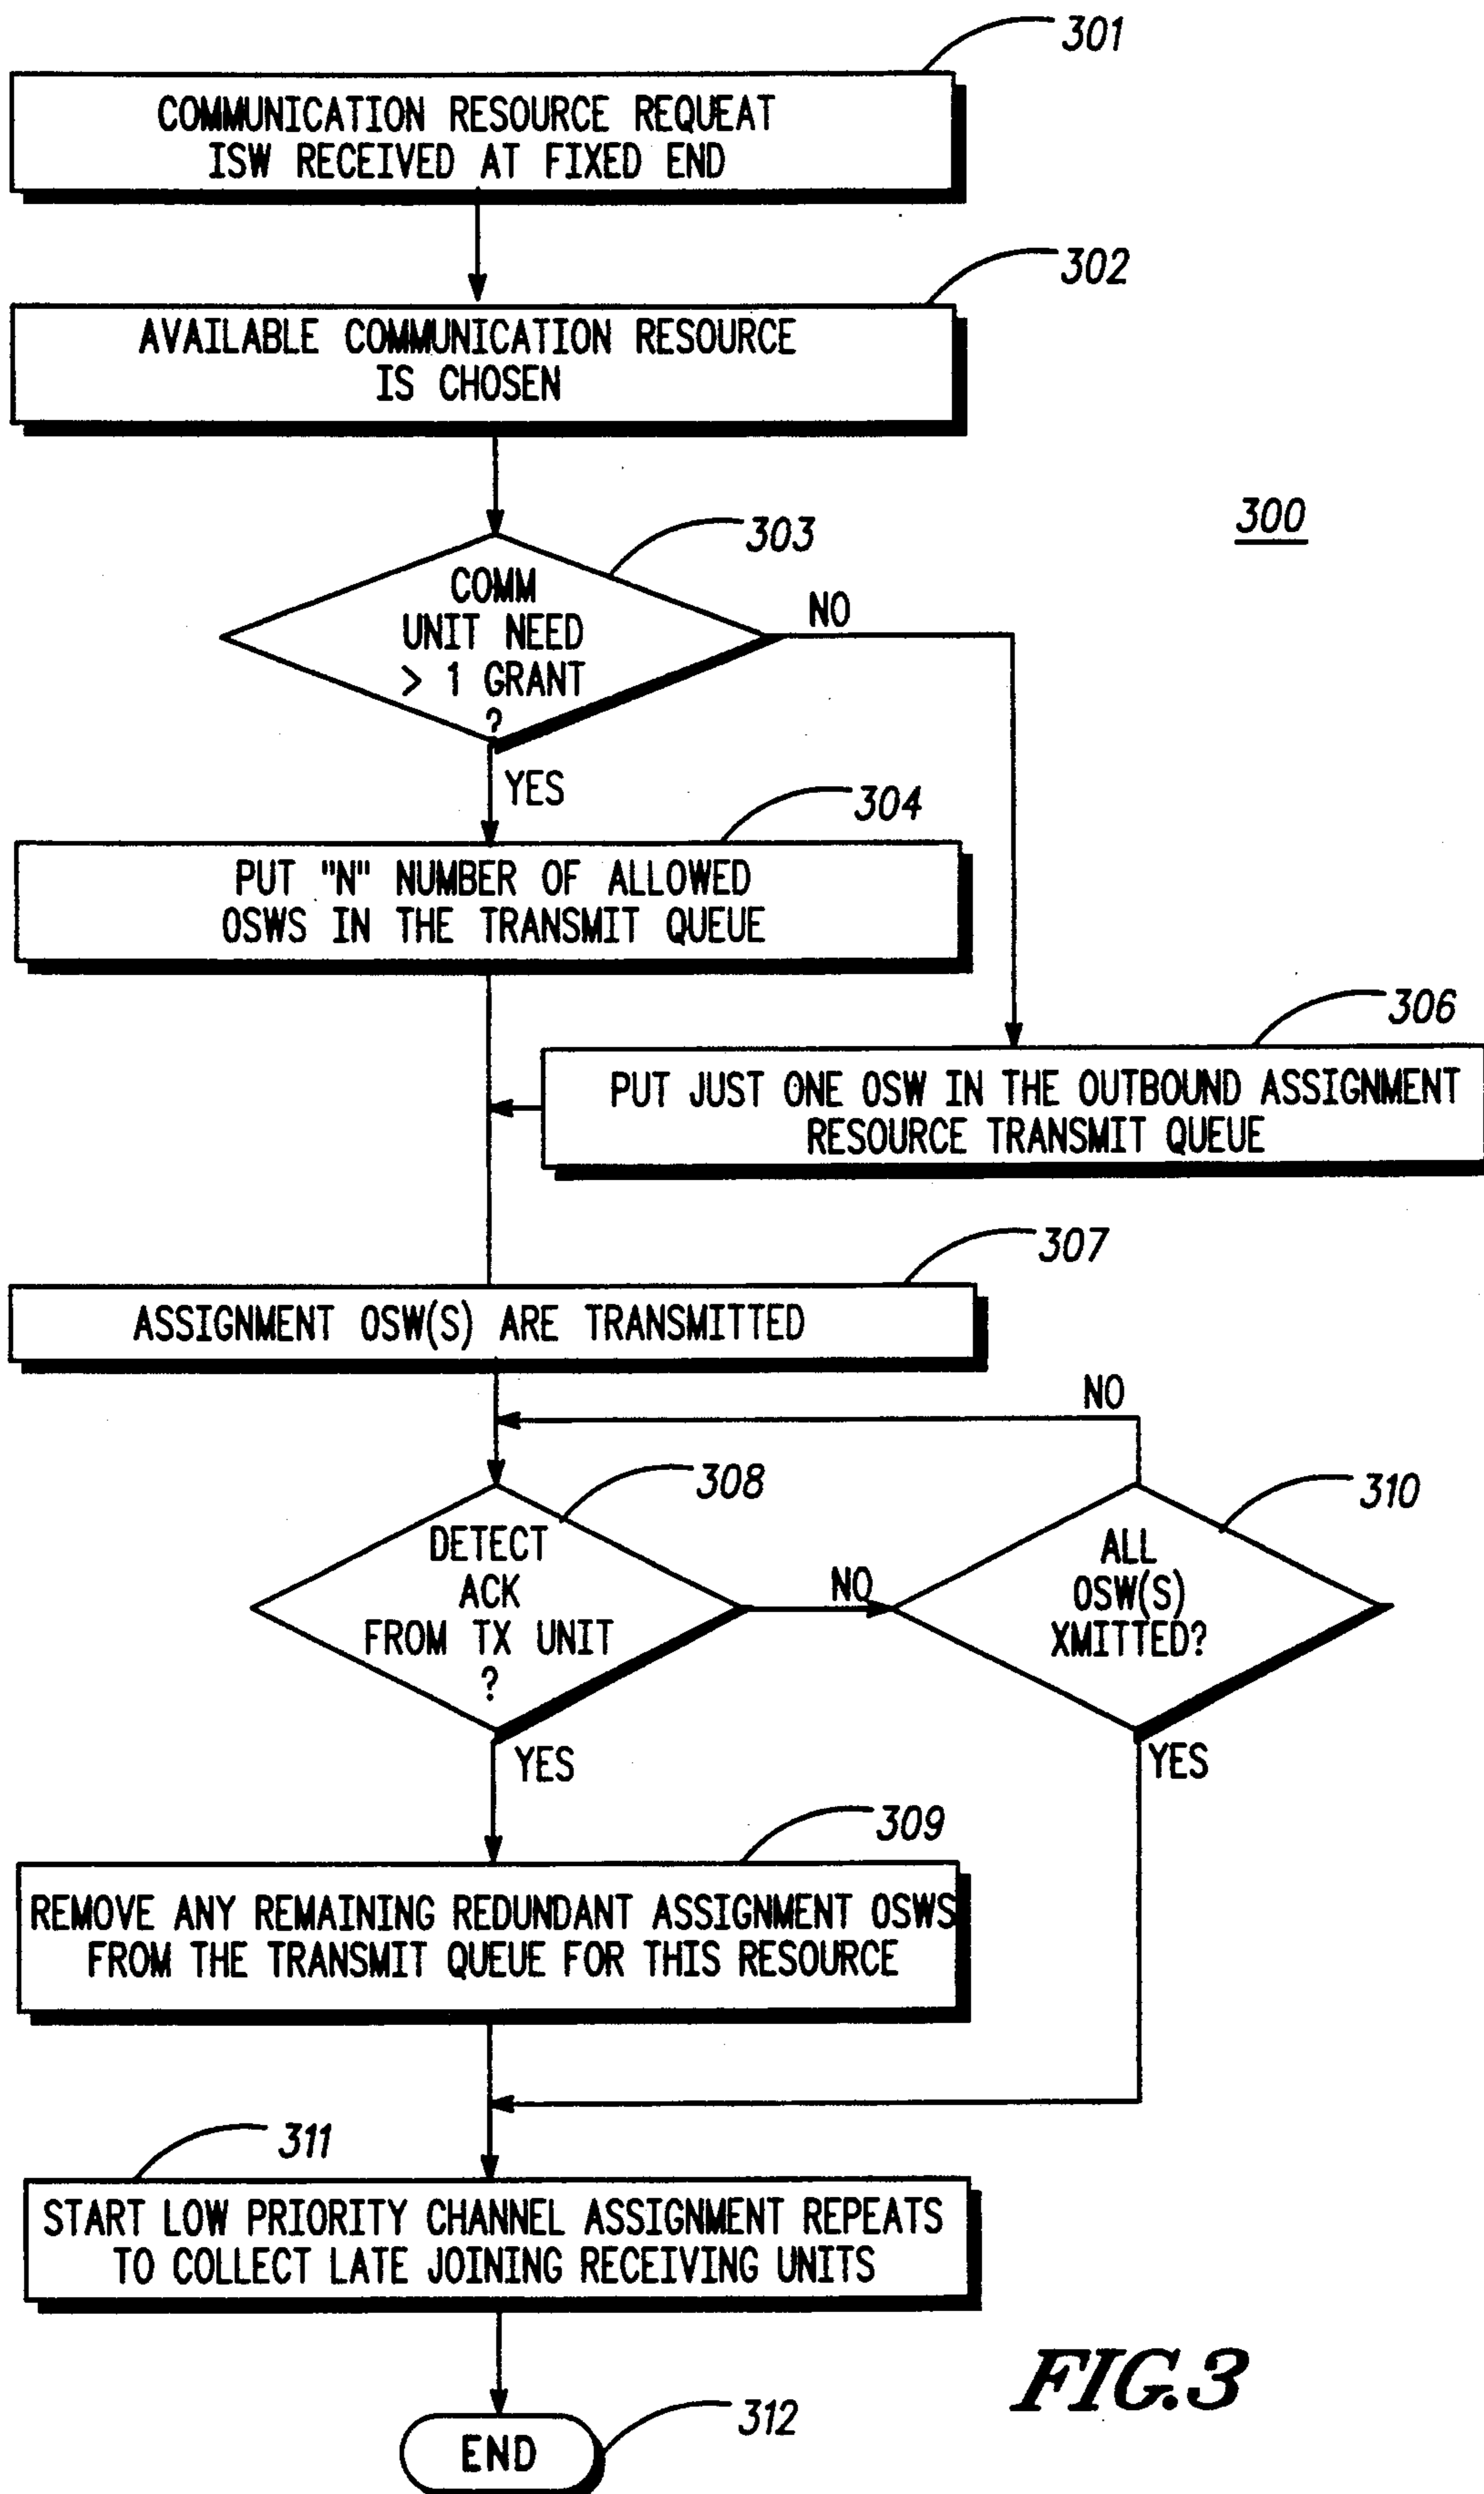 301
COMMUNICATION RESOURCE REQUEAT
ISW RECEIVED AT FIXED END
302
AVAILABLE COMMUNICATION RESOURCE
IS CHOSEN
300
303
COMM
UNIT NEED
> 1 GRANT
?
NO
YES
304
PUT "N" NUMBER OF ALLOWED
OSWS IN THE TRANSMIT QUEUE
306
PUT JUST ONE OSW IN THE OUTBOUND ASSIGNMENT
RESOURCE TRANSMIT QUEUE
307
ASSIGNMENT OSW(S) ARE TRANSMITTED
NO
308
DETECT
ACK
FROM TX UNIT
?
NO
310
ALL
OSW(S)
XMITTED?
YES
YES
309
REMOVE ANY REMAINING REDUNDANT ASSIGNMENT OSWS
FROM THE TRANSMIT QUEUE FOR THIS RESOURCE
311
START LOW PRIORITY CHANNEL ASSIGNMENT REPEATS
TO COLLECT LATE JOINING RECEIVING UNITS
312
END
FIG.3